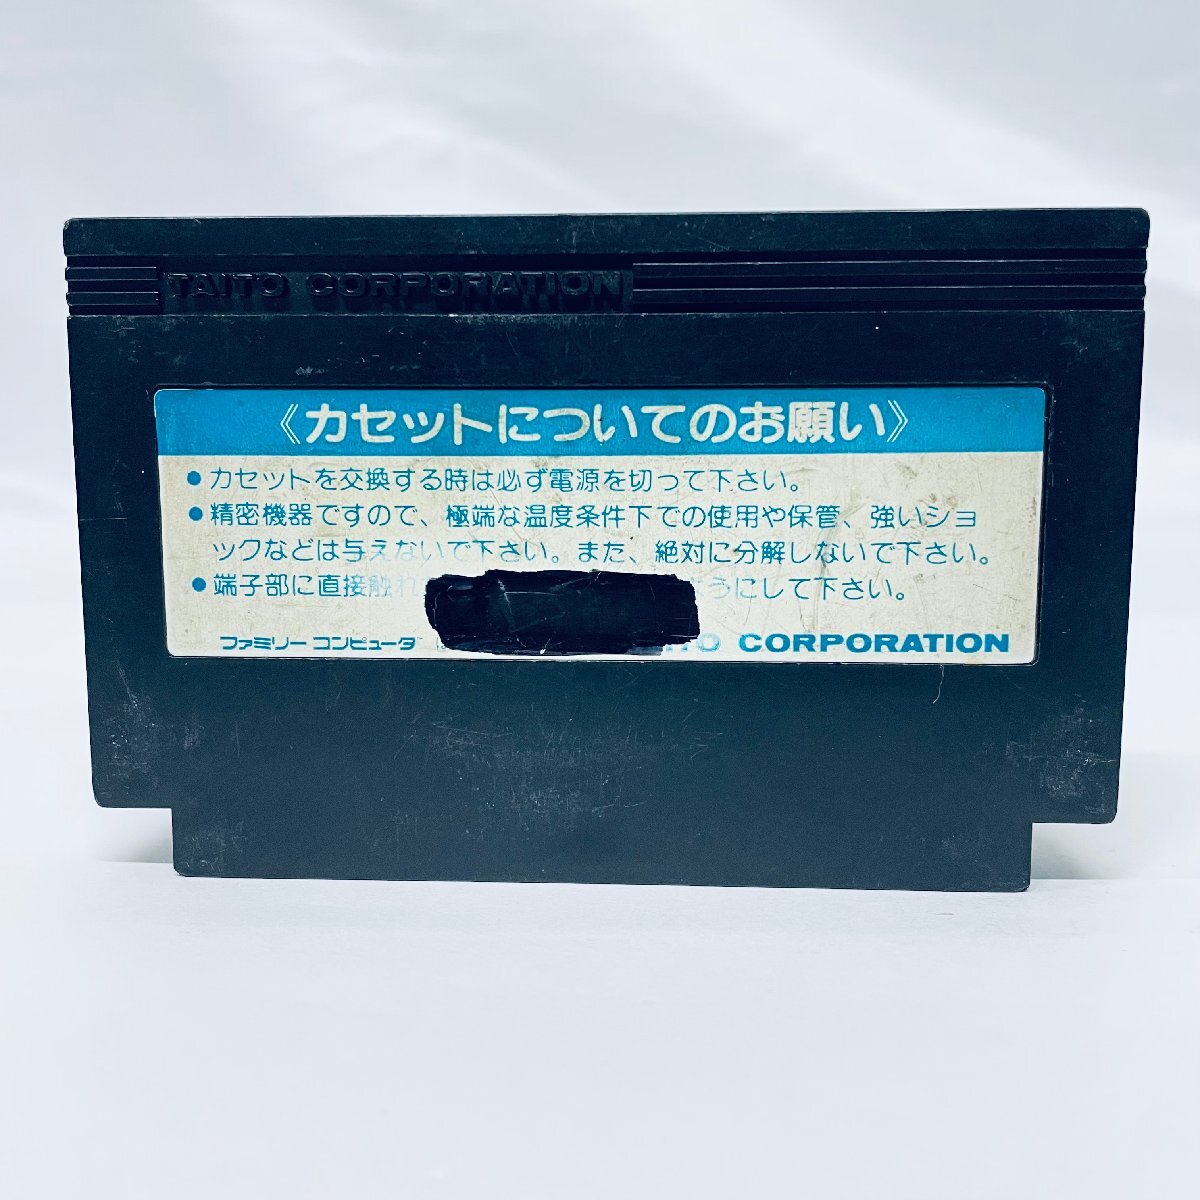 TAITO CORPORATION
《カセットについてのお願い》
●カセットを交換する時は必ず電源を切って下さい。
●精密機器ですので、極端な温度条件下での使用や保管、強いショ
ックなどは与えないで下さい。また、絶対に分解しないで下さい。
●端子部に直接触れ うにして下さい。
ファミリーコンピュータ CORPORATION